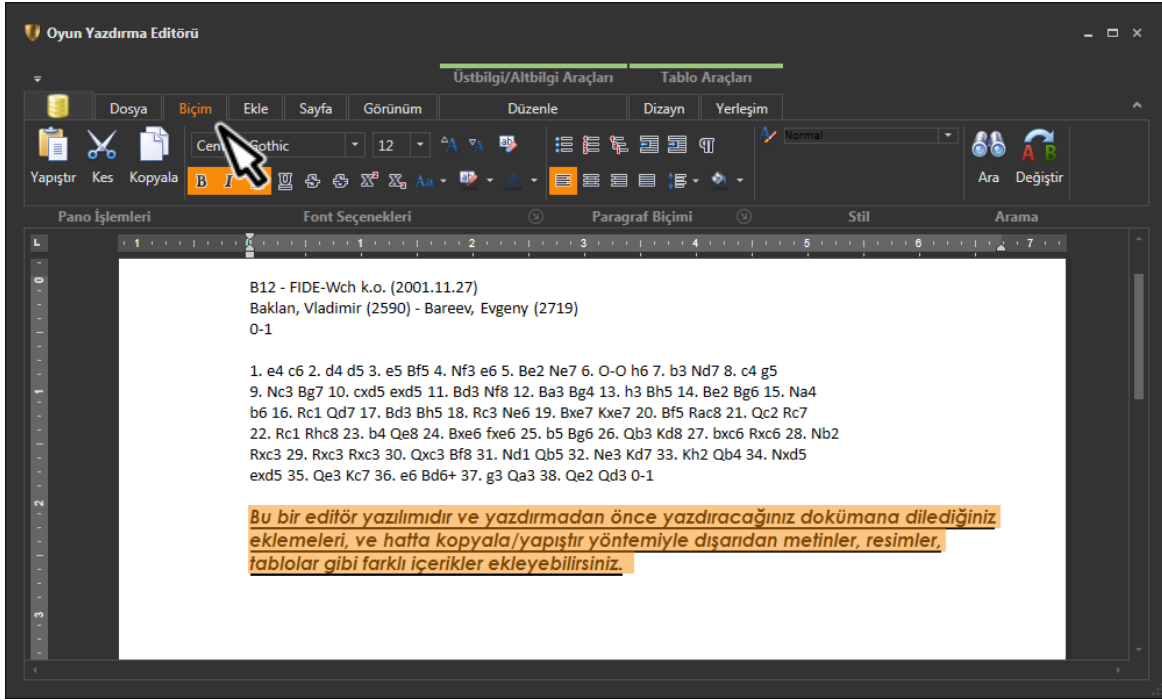 Oyun Yazdırma Editörü
Üstbilgi/Altbilgi Araçları Tablo Araçları
Dosya Biçim Ekle Sayfa Görünüm Düzenle Dizayn Yerleşim
Gothic 12 Normal
Yapıştır Kes Kopyala B I Aa Ara Değiştir
Pano İşlemleri Font Seçenekleri Paragraf Biçimi Stil Arama
1 1 2 3 4 5 6 7
B12 - FIDE-Wch k.o. (2001.11.27)
Baklan, Vladimir (2590) - Bareev, Evgeny (2719)
0-1
1. e4 c6 2. d4 d5 3. e5 Bf5 4. Nf3 e6 5. Be2 Ne7 6. O-O h6 7. b3 Nd7 8. c4 g5
9. Nc3 Bg7 10. cxd5 exd5 11. Bd3 Nf8 12. Ba3 Bg4 13. h3 Bh5 14. Be2 Bg6 15. Na4
b6 16. Rc1 Qd7 17. Bd3 Bh5 18. Rc3 Ne6 19. Bxe7 Kxe7 20. Bf5 Rac8 21. Qc2 Rc7
22. Rc1 Rhc8 23. b4 Qe8 24. Bxe6 fxe6 25. b5 Bg6 26. Qb3 Kd8 27. bxc6 Rxc6 28. Nb2
Rxc3 29. Rxc3 Rxc3 30. Qxc3 Bf8 31. Nd1 Qb5 32. Ne3 Kd7 33. Kh2 Qb4 34. Nxd5
exd5 35. Qe3 Kc7 36. e6 Bd6+ 37. g3 Qa3 38. Qe2 Qd3 0-1
Bu bir editör yazılımıdır ve yazdırmadan önce yazdıracağınız dokümana dilediğiniz
eklemeleri, ve hatta kopyala/yapıştır yöntemiyle dışarıdan metinler, resimler,
tablolar gibi farklı içerikler ekleyebilirsiniz.